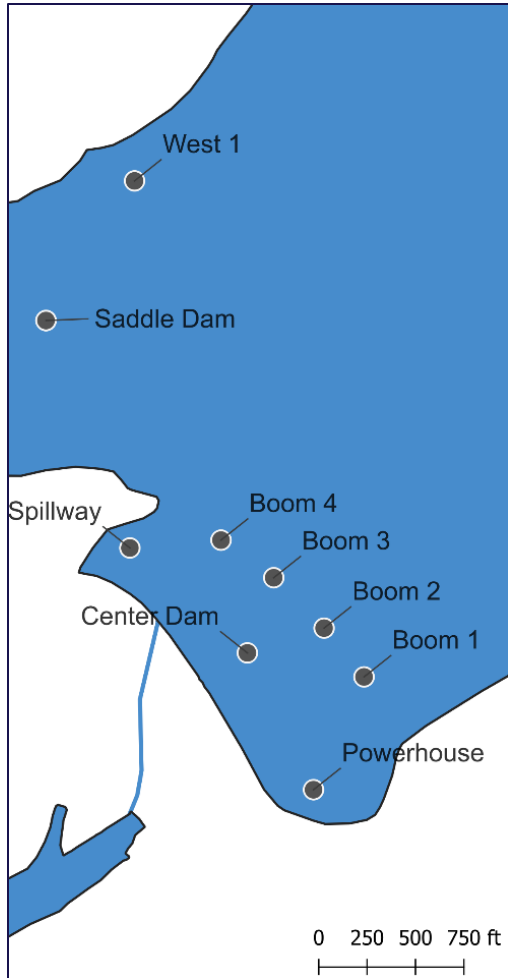 West 1
Saddle Dam
Spillway
Boom 4
Boom 3
Boom 2
Center Dam
Boom 1
Powerhouse
0 250 500 750 ft